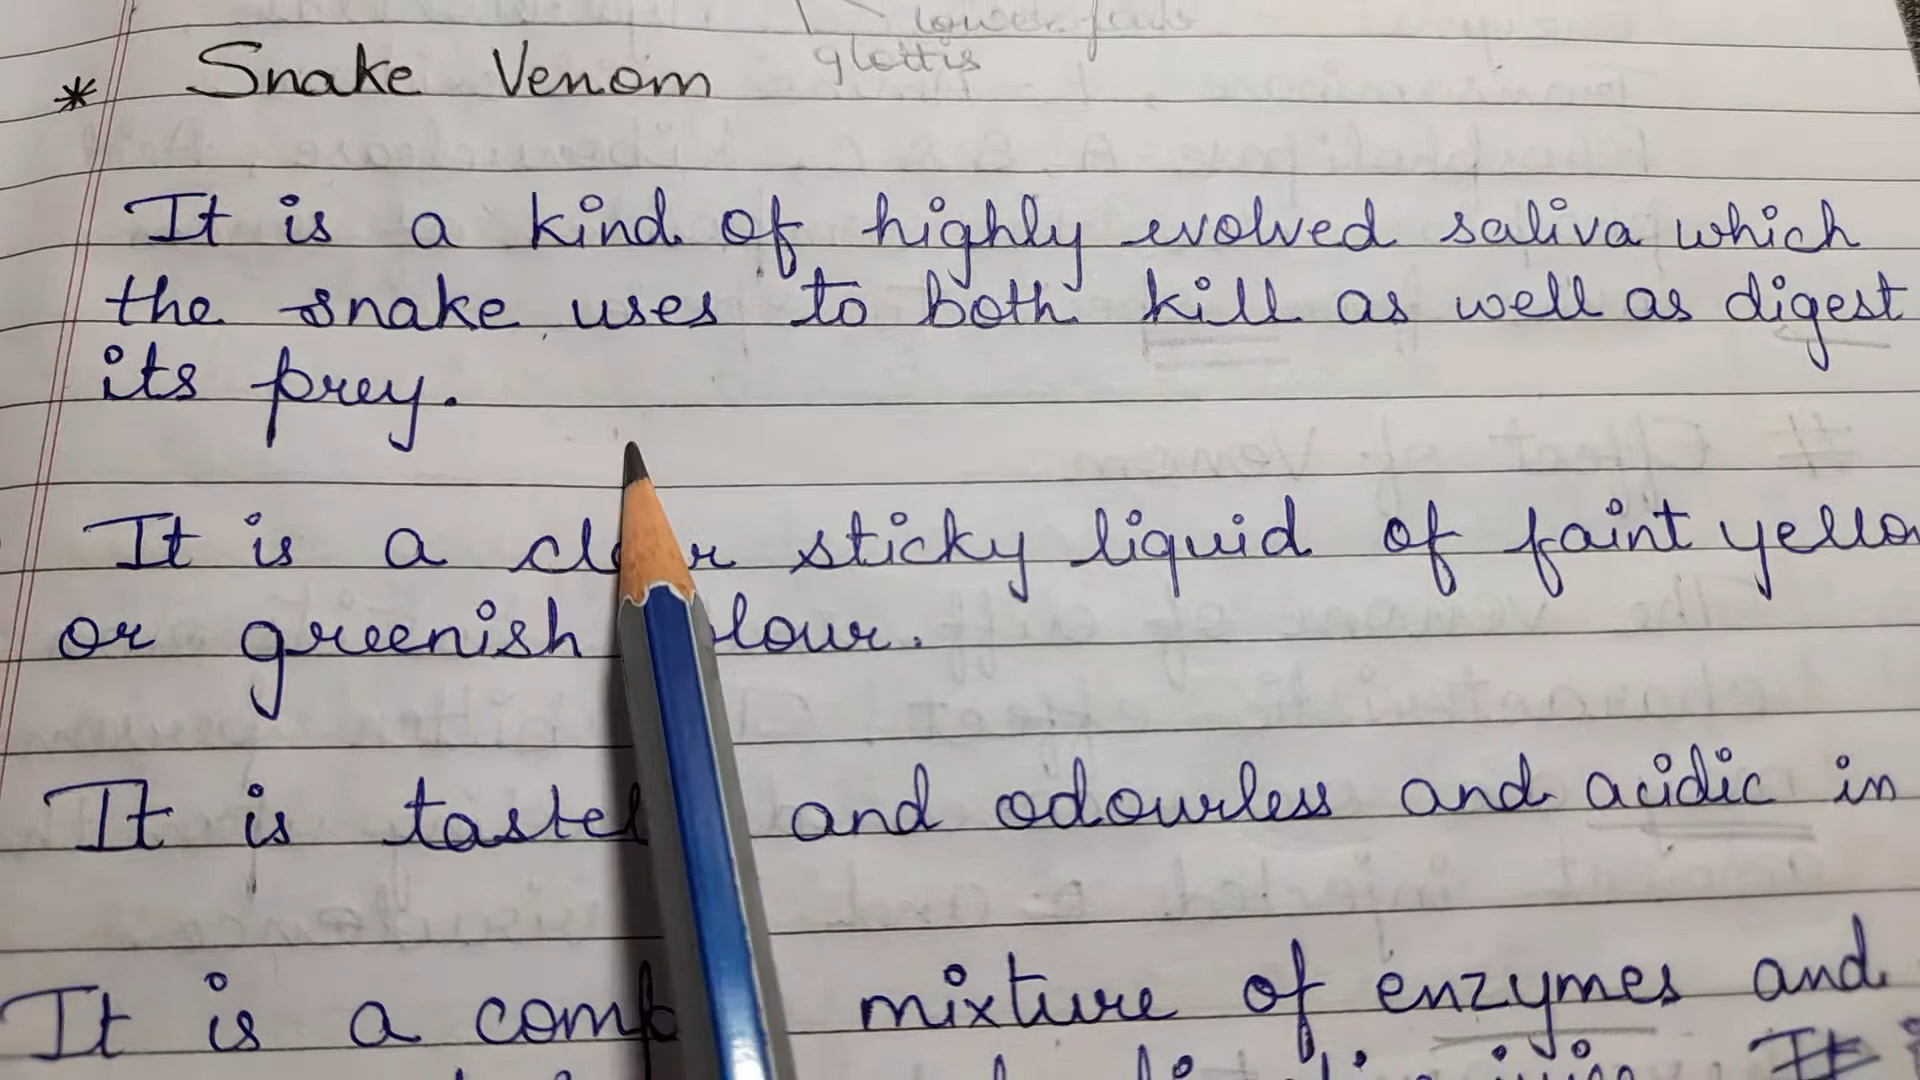 lower jaw
glottis
* Snake Venom
It is a kind of highly evolved saliva which
the snake uses to both kill as well as digest
its prey.
It is a sticky liquid of faint
or greenish
It is and odourless and acidic in
It is a mixture of enzymes and
It